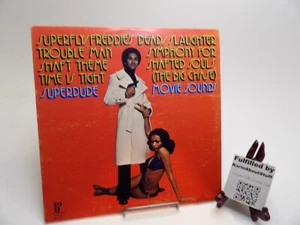 SUPERFLY/FREDDIE'S DEAD/SLAUGHTER
TROUBLE MAN SYMPHONY FOR
SHAFT THEME SHAFTED SOULS
TIME IS TIGHT (THE BIG CHASE)
SUPERDUDE MOVIE SOUNDS
Fulfilled by